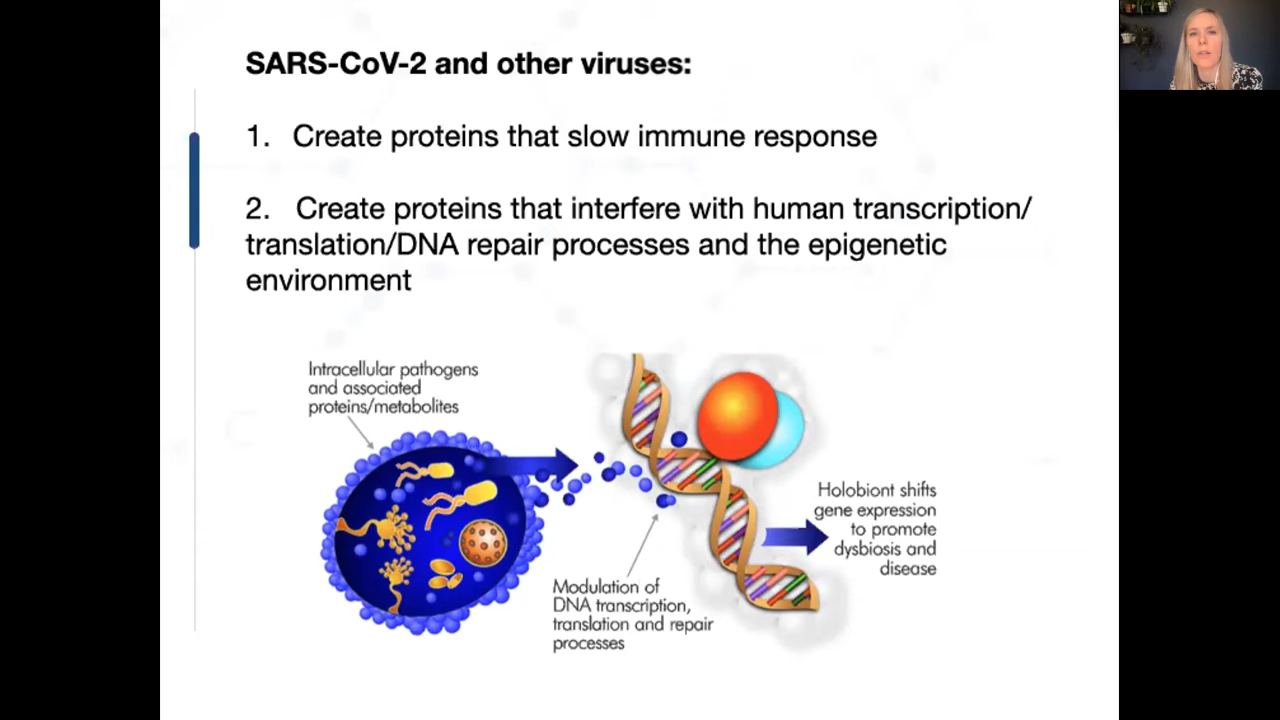 SARS-CoV-2 and other viruses:
1. Create proteins that slow immune response
2. Create proteins that interfere with human transcription/
translation/DNA repair processes and the epigenetic
environment
Intracellular pathogens
and associated
proteins/metabolites
Holobiont shifts
gene expression
to promote
dysbiosis and
disease
Modulation of
DNA transcription,
translation and repair
processes